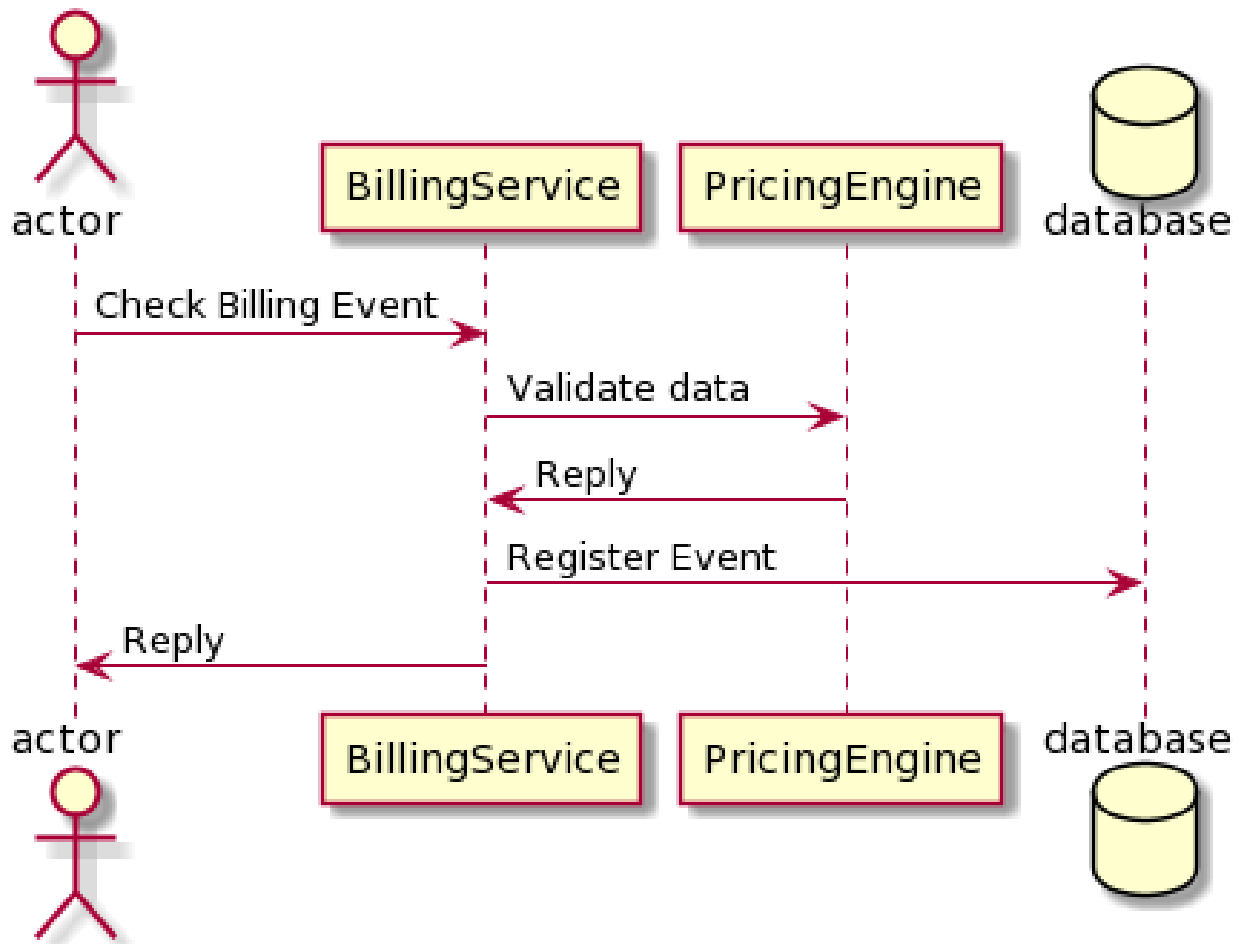 actor
BillingService
PricingEngine
database
Check Billing Event
Validate data
Reply
Register Event
Reply
actor
BillingService
PricingEngine
database